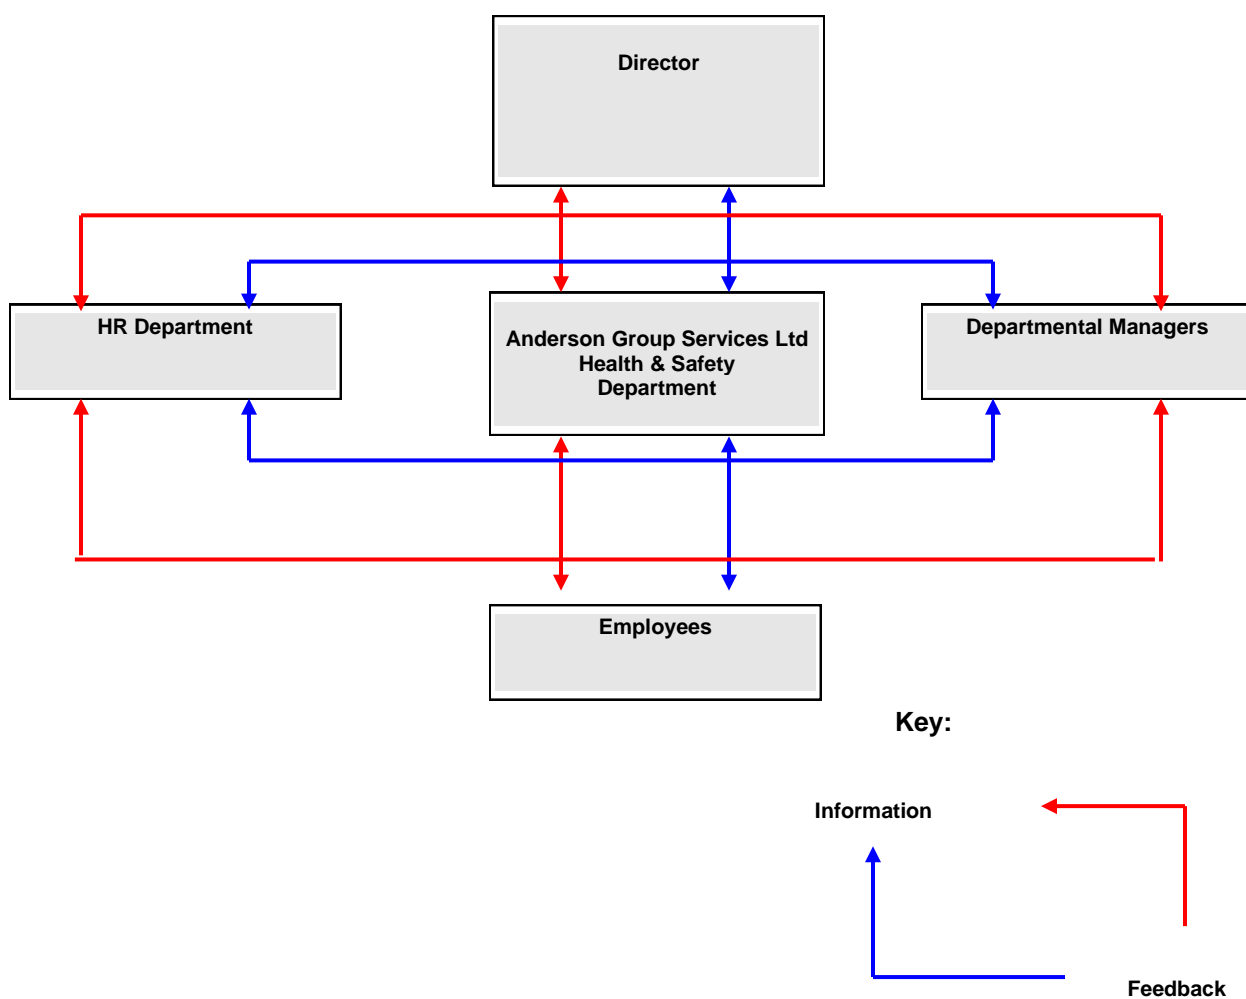 Director
HR Department
Anderson Group Services Ltd
Health & Safety
Department
Departmental Managers
Employees
Key:
Information
Feedback